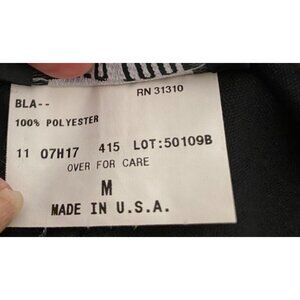 RN 31310
BLA--
100% POLYESTER
11 07H17 415 LOT:50109B
OVER FOR CARE
M
MADE IN U.S.A.